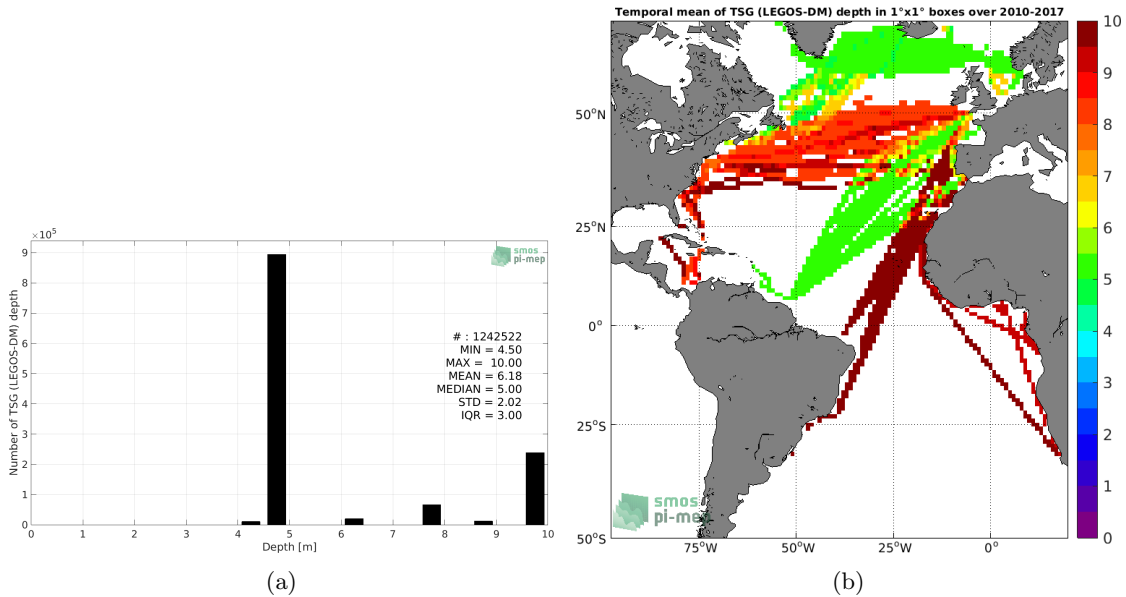 ×10⁵
smos
pi-mep
9
8
7
6
5
4
3
2
1
0
Number of TSG (LEGOS-DM) depth
# : 1242522
MIN = 4.50
MAX = 10.00
MEAN = 6.18
MEDIAN = 5.00
STD = 2.02
IQR = 3.00
0 1 2 3 4 5 6 7 8 9 10
Depth [m]
(a)
Temporal mean of TSG (LEGOS-DM) depth in 1°x1° boxes over 2010-2017
50°N
25°N
0°
25°S
50°S
75°W 50°W 25°W 0°
smos
pi-mep
10
9
8
7
6
5
4
3
2
1
0
(b)